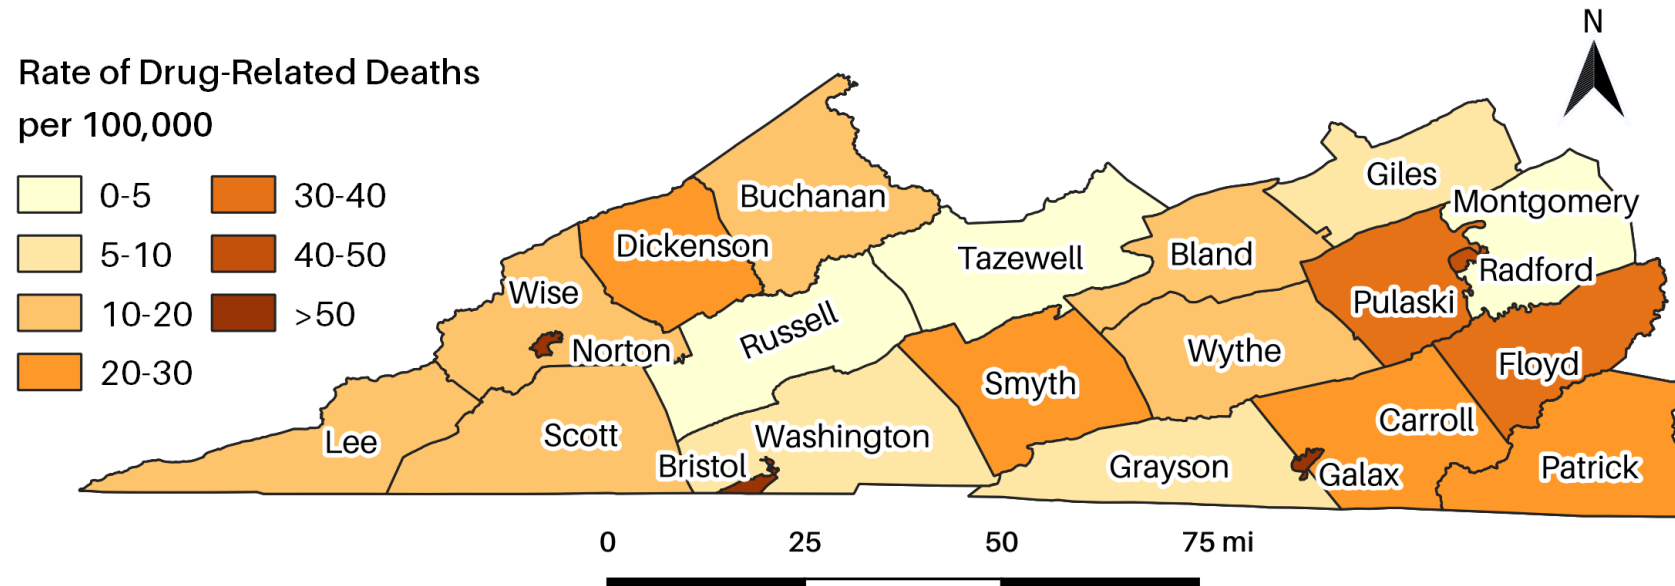 N
Rate of Drug-Related Deaths
per 100,000
0-5
30-40
5-10
40-50
10-20
>50
20-30
Buchanan
Giles
Montgomery
Dickenson
Tazewell
Bland
Radford
Wise
Pulaski
Russell
Norton
Wythe
Floyd
Smyth
Carroll
Lee
Scott
Washington
Bristol
Grayson
Galax
Patrick
0 25 50 75 mi